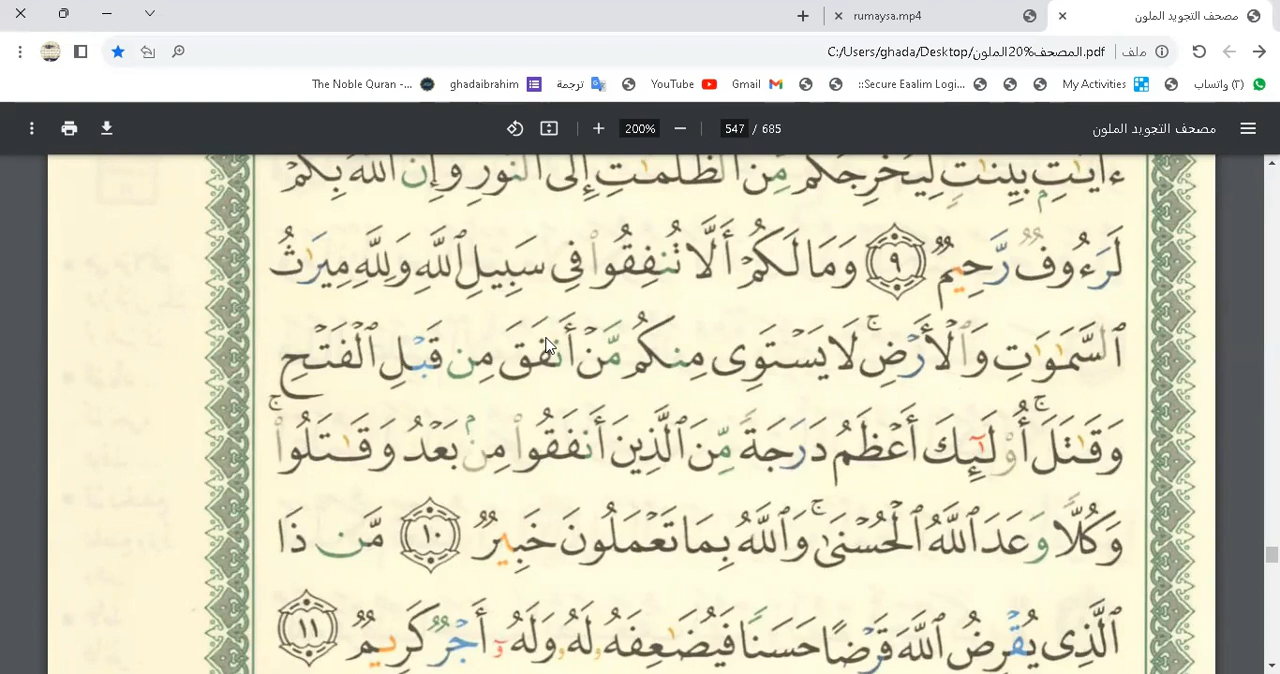 مصحف التجويد الملون
rumaysa.mp4
ملف
C:/Users/ghada/Desktop/المصحف%20الملون.pdf
واتساب (٢)
My Activities
Secure Eaalim Logi...::
Gmail
YouTube
ترجمة
ghadaibrahim
The Noble Quran -...
مصحف التجويد الملون
547 / 685
200%
ءَايَٰتِۭ بَيِّنَٰتٖ لِّيُخۡرِجَكُم مِّنَ ٱلظُّلُمَٰتِ إِلَى ٱلنُّورِۚ وَإِنَّ ٱللَّهَ بِكُمۡ
لَرَءُوفٞ رَّحِيمٞ ٩ وَمَا لَكُمۡ أَلَّا تُنفِقُواْ فِي سَبِيلِ ٱللَّهِ وَلِلَّهِ مِيرَٰثُ
ٱلسَّمَٰوَٰتِ وَٱلۡأَرۡضِۚ لَا يَسۡتَوِي مِنكُم مَّنۡ أَنفَقَ مِن قَبۡلِ ٱلۡفَتۡحِ
وَقَٰتَلَۚ أُوْلَٰٓئِكَ أَعۡظَمُ دَرَجَةٗ مِّنَ ٱلَّذِينَ أَنفَقُواْ مِنۢ بَعۡدُ وَقَٰتَلُواْۚ
وَكُلّٗا وَعَدَ ٱللَّهُ ٱلۡحُسۡنَىٰۚ وَٱللَّهُ بِمَا تَعۡمَلُونَ خَبِيرٞ ١٠ مَّن ذَا
ٱلَّذِي يُقۡرِضُ ٱللَّهَ قَرۡضًا حَسَنٗا فَيُضَٰعِفَهُۥ لَهُۥ وَلَهُۥٓ أَجۡرٞ كَرِيمٞ ١١